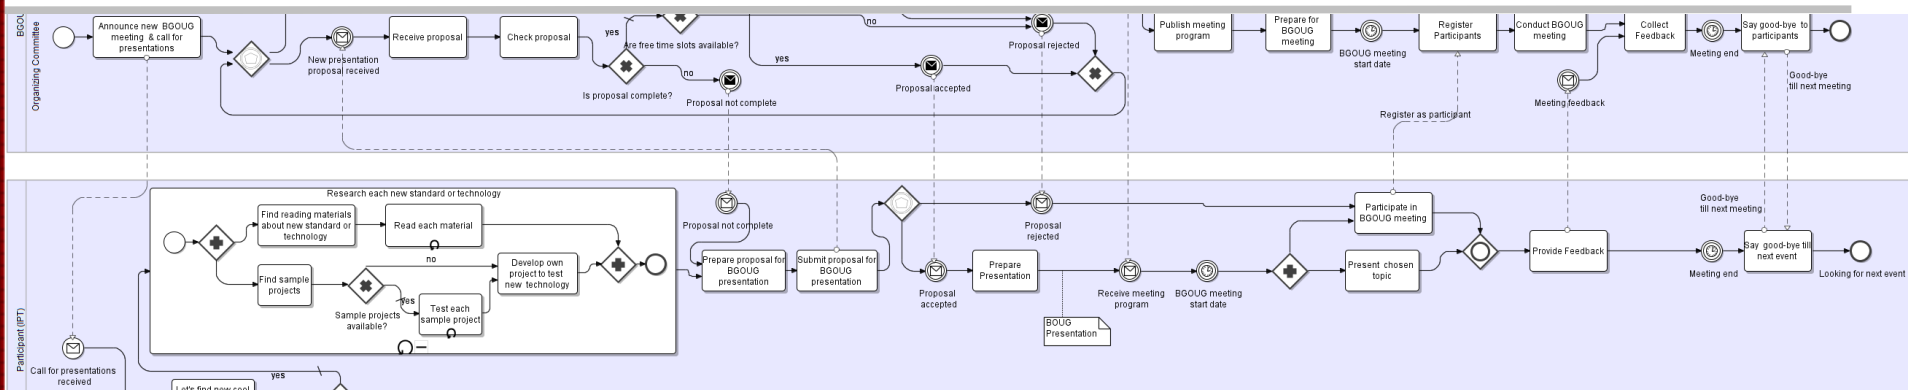 BGOU
Organizing Committee
Announce new BGOUG
meeting & call for
presentations
New presentation
proposal received
Receive proposal
Check proposal
yes
Are free time slots available?
Is proposal complete?
no
Proposal not complete
yes
no
Proposal accepted
Proposal rejected
Publish meeting
program
Prepare for
BGOUG
meeting
BGOUG meeting
start date
Register
Participants
Conduct BGOUG
meeting
Collect
Feedback
Meeting end
Say good-bye to
participants
Good-bye
till next meeting
Meeting feedback
Register as participant
Participant (IPT)
Call for presentations
received
Research each new standard or technology
Find reading materials
about new standard or
technology
Read each material
Find sample
projects
no
Sample projects
available?
yes
Test each
sample project
Develop own
project to test
new technology
Proposal not complete
Prepare proposal for
BGOUG
presentation
Submit proposal for
BGOUG
presentation
Proposal
rejected
Proposal
accepted
Prepare
Presentation
BOUG
Presentation
Receive meeting
program
BGOUG meeting
start date
Participate in
BGOUG meeting
Present chosen
topic
Provide Feedback
Good-bye
till next meeting
Meeting end
Say good-bye till
next event
Looking for next event
yes
Let's find new cool